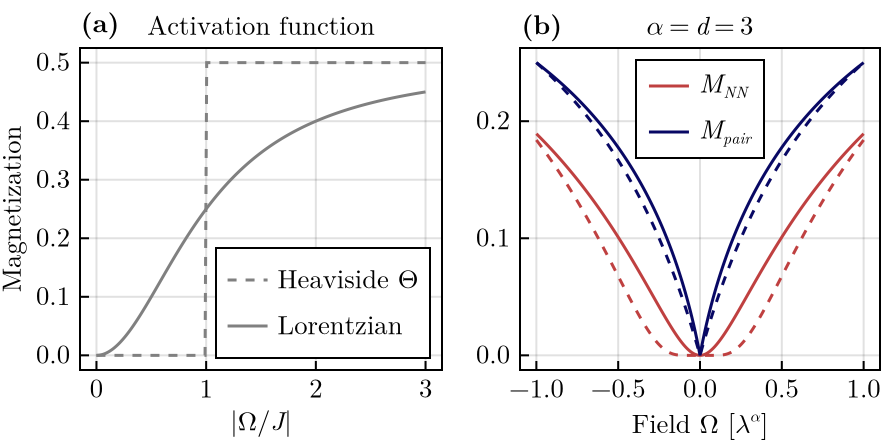 (a) Activation function
Magnetization
0.5
0.4
0.3
0.2
0.1
0.0
Heaviside Θ
Lorentzian
0 1 2 3
|Ω/J|
(b) α = d = 3
0.2
0.1
0.0
M_NN
M_pair
−1.0 −0.5 0.0 0.5 1.0
Field Ω [λ^α]